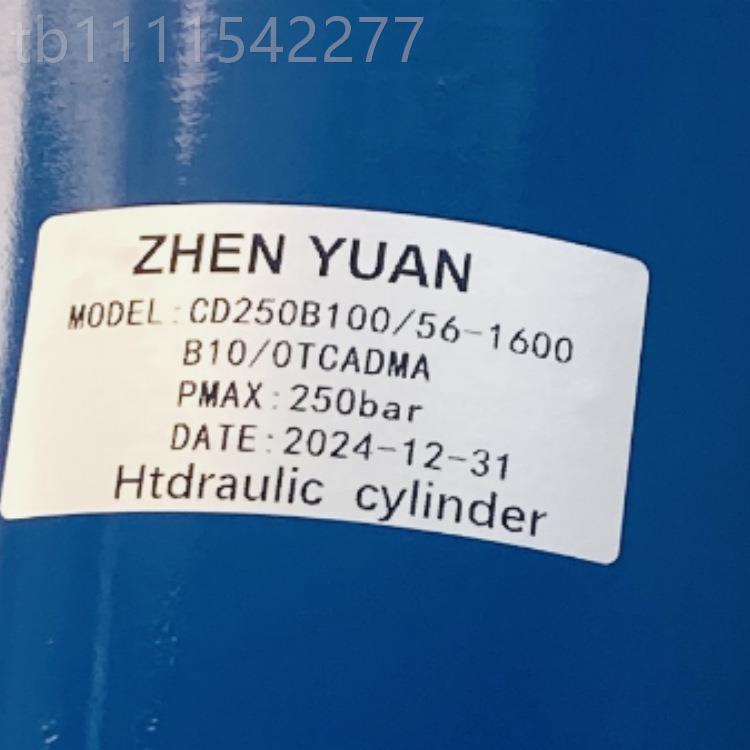 tb1111542277
ZHEN YUAN
MODEL:CD250B100/56-1600
B10/0TCADMA
PMAX:250bar
DATE:2024-12-31
Htdraulic cylinder